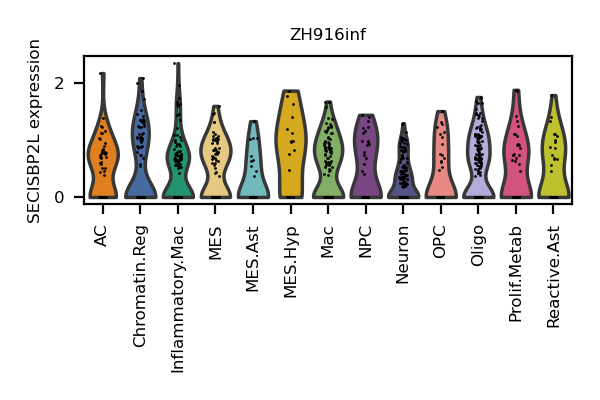 ZH916inf
SECISBP2L expression
2
0
AC
Chromatin.Reg
Inflammatory.Mac
MES
MES.Ast
MES.Hyp
Mac
NPC
Neuron
OPC
Oligo
Prolif.Metab
Reactive.Ast